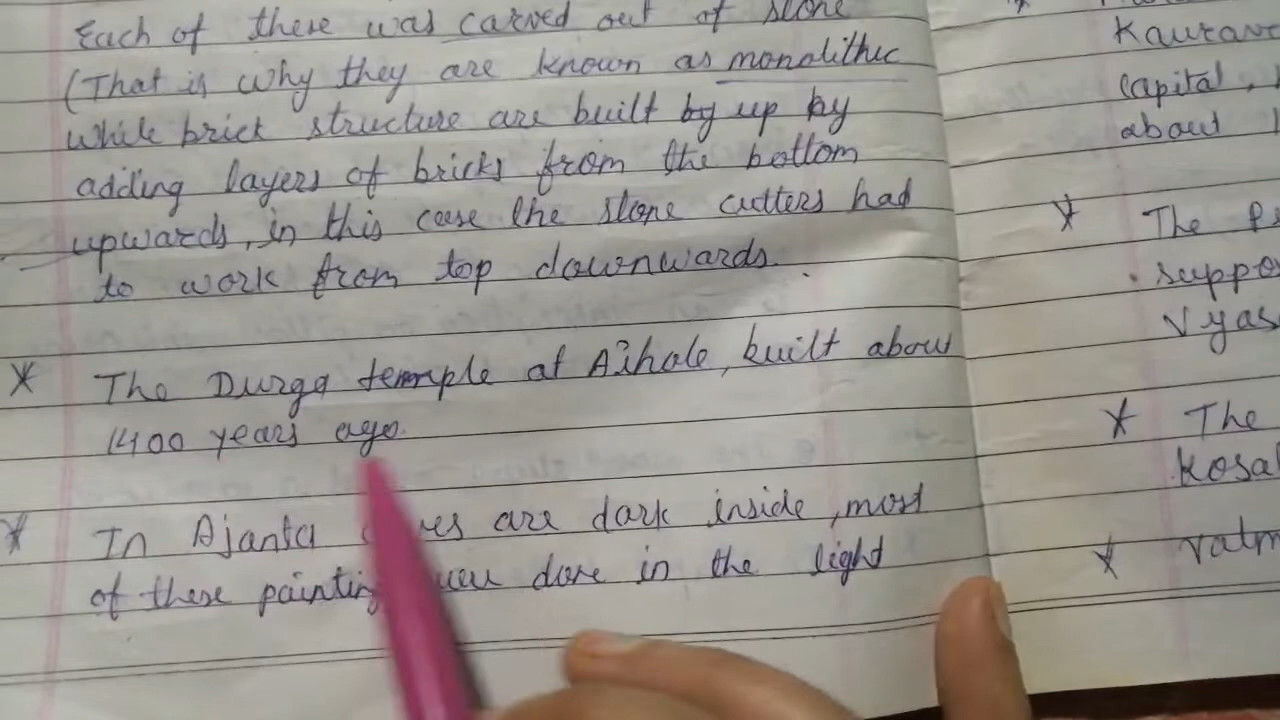 Each of these was carved out of stone
(That is why they are known as monolithic
while brick structure are built by up by
adding layers of bricks from the bottom
upwards, in this case the stone cutters had
to work from top downwards.
* The Durga temple at Aihole, built about
1400 years ago.
* In Ajanta are dark inside, most
of these done in the light
capital,
about
* The
Vyas
* The
Kosal
*